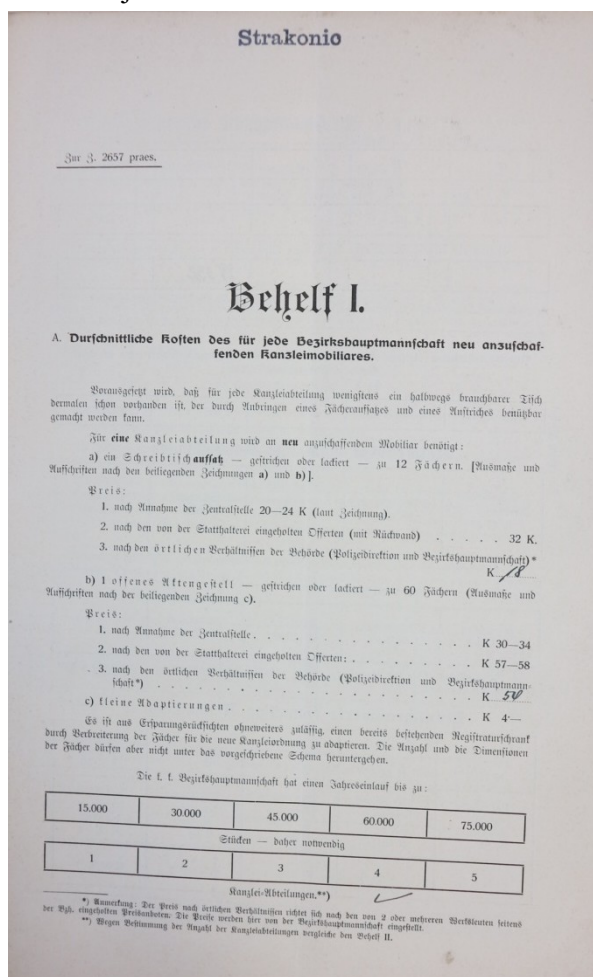 Strakonic
Zur Z. 2657 praes.
Behelf I.
A. Durschnittliche Kosten des für jede Bezirkshauptmannschaft neu anzuschaf-
fenden Kanzleimobiliares.
Vorausgesetzt wird, daß für jede Kanzleiabteilung wenigstens ein halbwegs brauchbarer Tisch
dermalen schon vorhanden ist, der durch Anbringen eines Fächeraufsatzes und eines Anstriches benützbar
gemacht werden kann.
Für eine Kanzleiabteilung wird an neu anzuschaffendem Mobiliar benötigt:
a) ein Schreibtischaufsatz — gestrichen oder lackiert — zu 12 Fächern. [Ausmaße und
Aufschriften nach den beiliegenden Zeichnungen a) und b)].
Preis:
1. nach Annahme der Zentralstelle 20—24 K (laut Zeichnung).
2. nach den von der Statthalterei eingeholten Offerten (mit Rückwand) . . . . . 32 K.
3. nach den örtlichen Verhältnissen der Behörde (Polizeidirektion und Bezirkshauptmannschaft)*
K 18
b) 1 offenes Aktengestell — gestrichen oder lackiert — zu 60 Fächern (Ausmaße und
Aufschriften nach der beiliegenden Zeichnung c).
Preis:
1. nach Annahme der Zentralstelle . . . . . . . . . . . . . . . . . K 30—34
2. nach den von der Statthalterei eingeholten Offerten: . . . . . . . . . K 57—58
3. nach den örtlichen Verhältnissen der Behörde (Polizeidirektion und Bezirkshauptmann-
schaft*) . . . . . . . . . . . . . . . . . . . . . . . K
c) kleine Adaptierungen . . . . . . . . . . . . . . . . . . . K 4·—
Es ist aus Ersparungsrücksichten ohneweiters zulässig, einen bereits bestehenden Registraturschrank
durch Verbreiterung der Fächer für die neue Kanzleiordnung zu adaptieren. Die Anzahl und die Dimensionen
der Fächer dürfen aber nicht unter das vorgeschriebene Schema heruntergehen.
Die k. k. Bezirkshauptmannschaft hat einen Jahreseinlauf bis zu:
15.000 30.000 45.000 60.000 75.000
Stücken — daher notwendig
1 2 3 4 5
Kanzlei-Abteilungen.**)
*) Anmerkung: Der Preis nach örtlichen Verhältnissen richtet sich nach den von 2 oder mehreren Werksleuten seitens
der Bzh. eingeholten Preisanboten. Die Preise werden hier von der Bezirkshauptmannschaft eingestellt.
**) Wegen Bestimmung der Anzahl der Kanzleiabteilungen vergleiche den Behelf II.